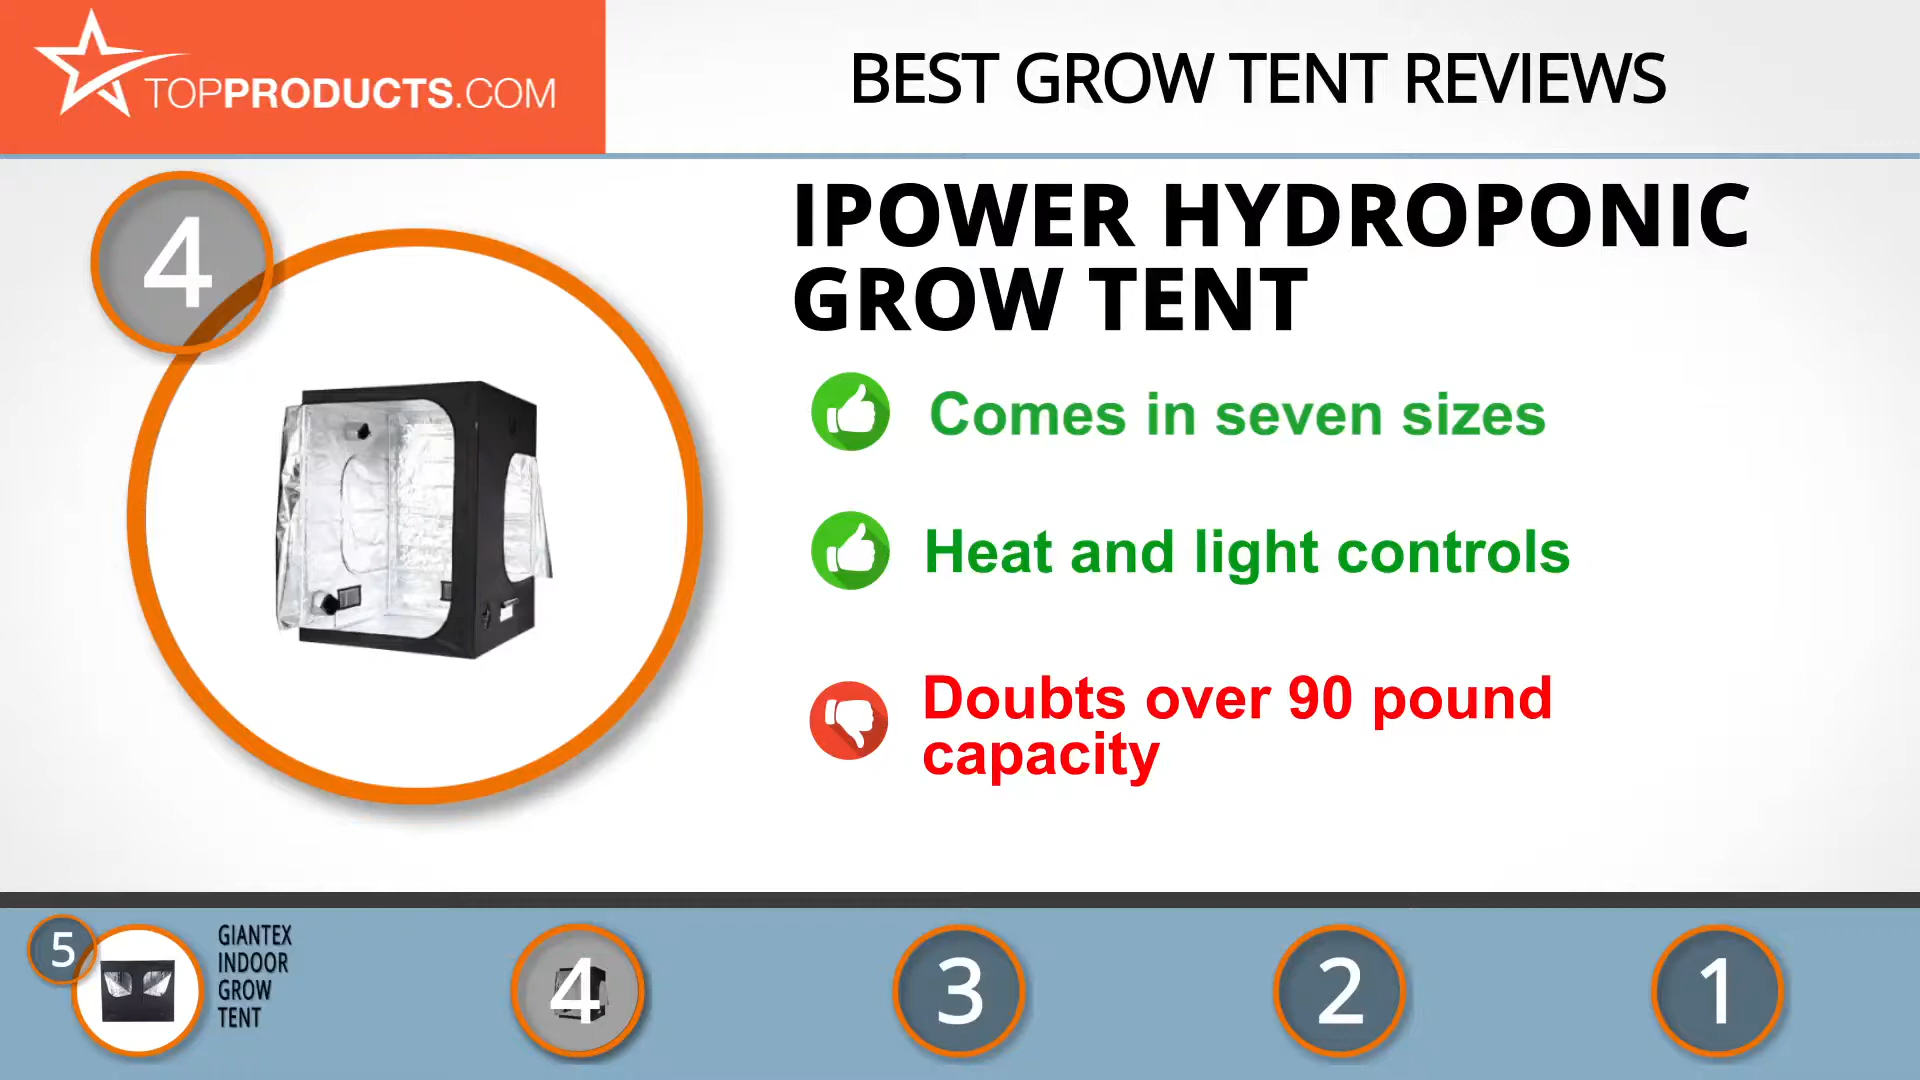 TOPPRODUCTS.COM
BEST GROW TENT REVIEWS
4
IPOWER HYDROPONIC
GROW TENT
Comes in seven sizes
Heat and light controls
Doubts over 90 pound
capacity
5
GIANTEX
INDOOR
GROW
TENT
4
3
2
1